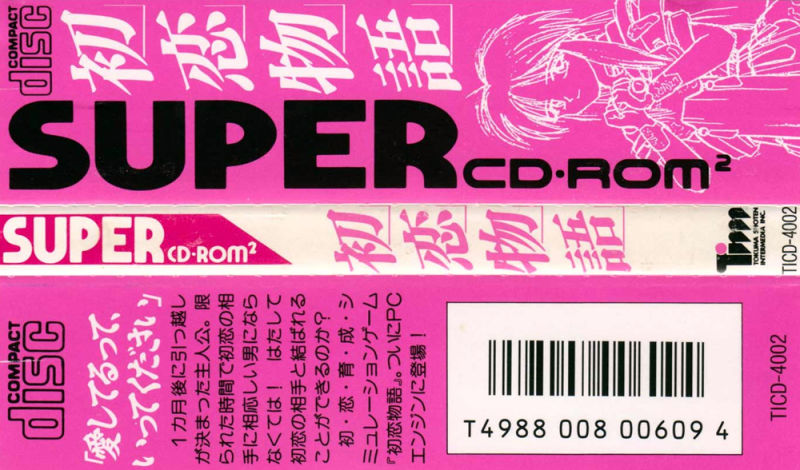 COMPACT
disc
初恋物語
SUPER CD-ROM²
SUPER CD-ROM²
初恋物語
Tim
TOKUMA SHOTEN
INTERMEDIA INC.
TICD-4002
COMPACT
disc
「愛してるって、
いってください」
1カ月後に引っ越し
が決まった主人公。限
られた時間で初恋の相
手に相応しい男になら
なくては! はたして
初恋の相手と結ばれる
ことができるのか?
初・恋・育・成・シ
ミュレーションゲーム
『初恋物語』。ついにPC
エンジンに登場!
T4988 008 00609 4
TICD-4002